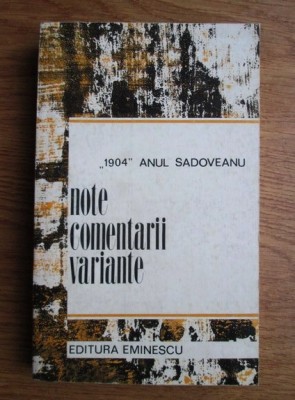 „1904” ANUL SADOVEANU
note
comentarii
variante
EDITURA EMINESCU